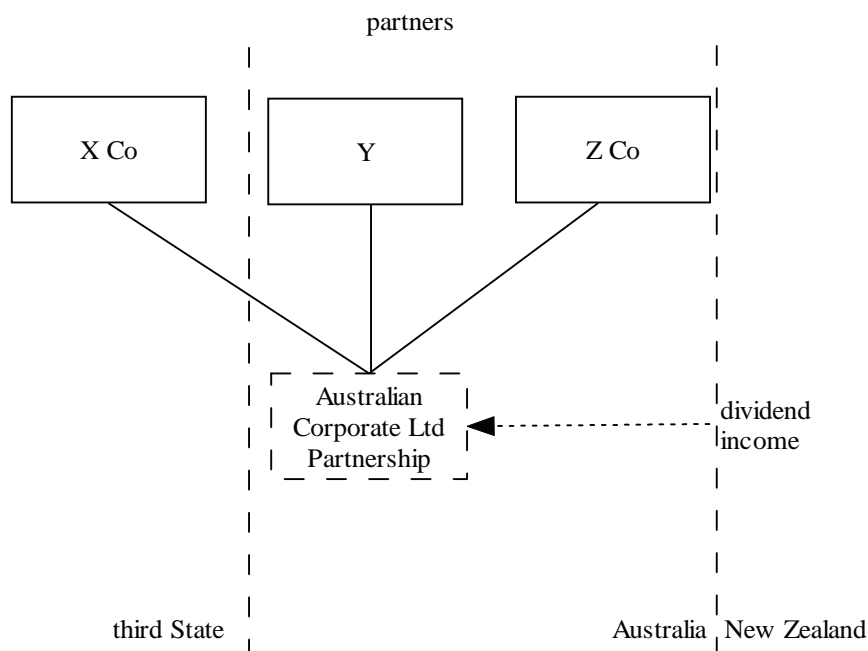 partners
X Co
Y
Z Co
Australian
Corporate Ltd
Partnership
dividend
income
third State
Australia
New Zealand